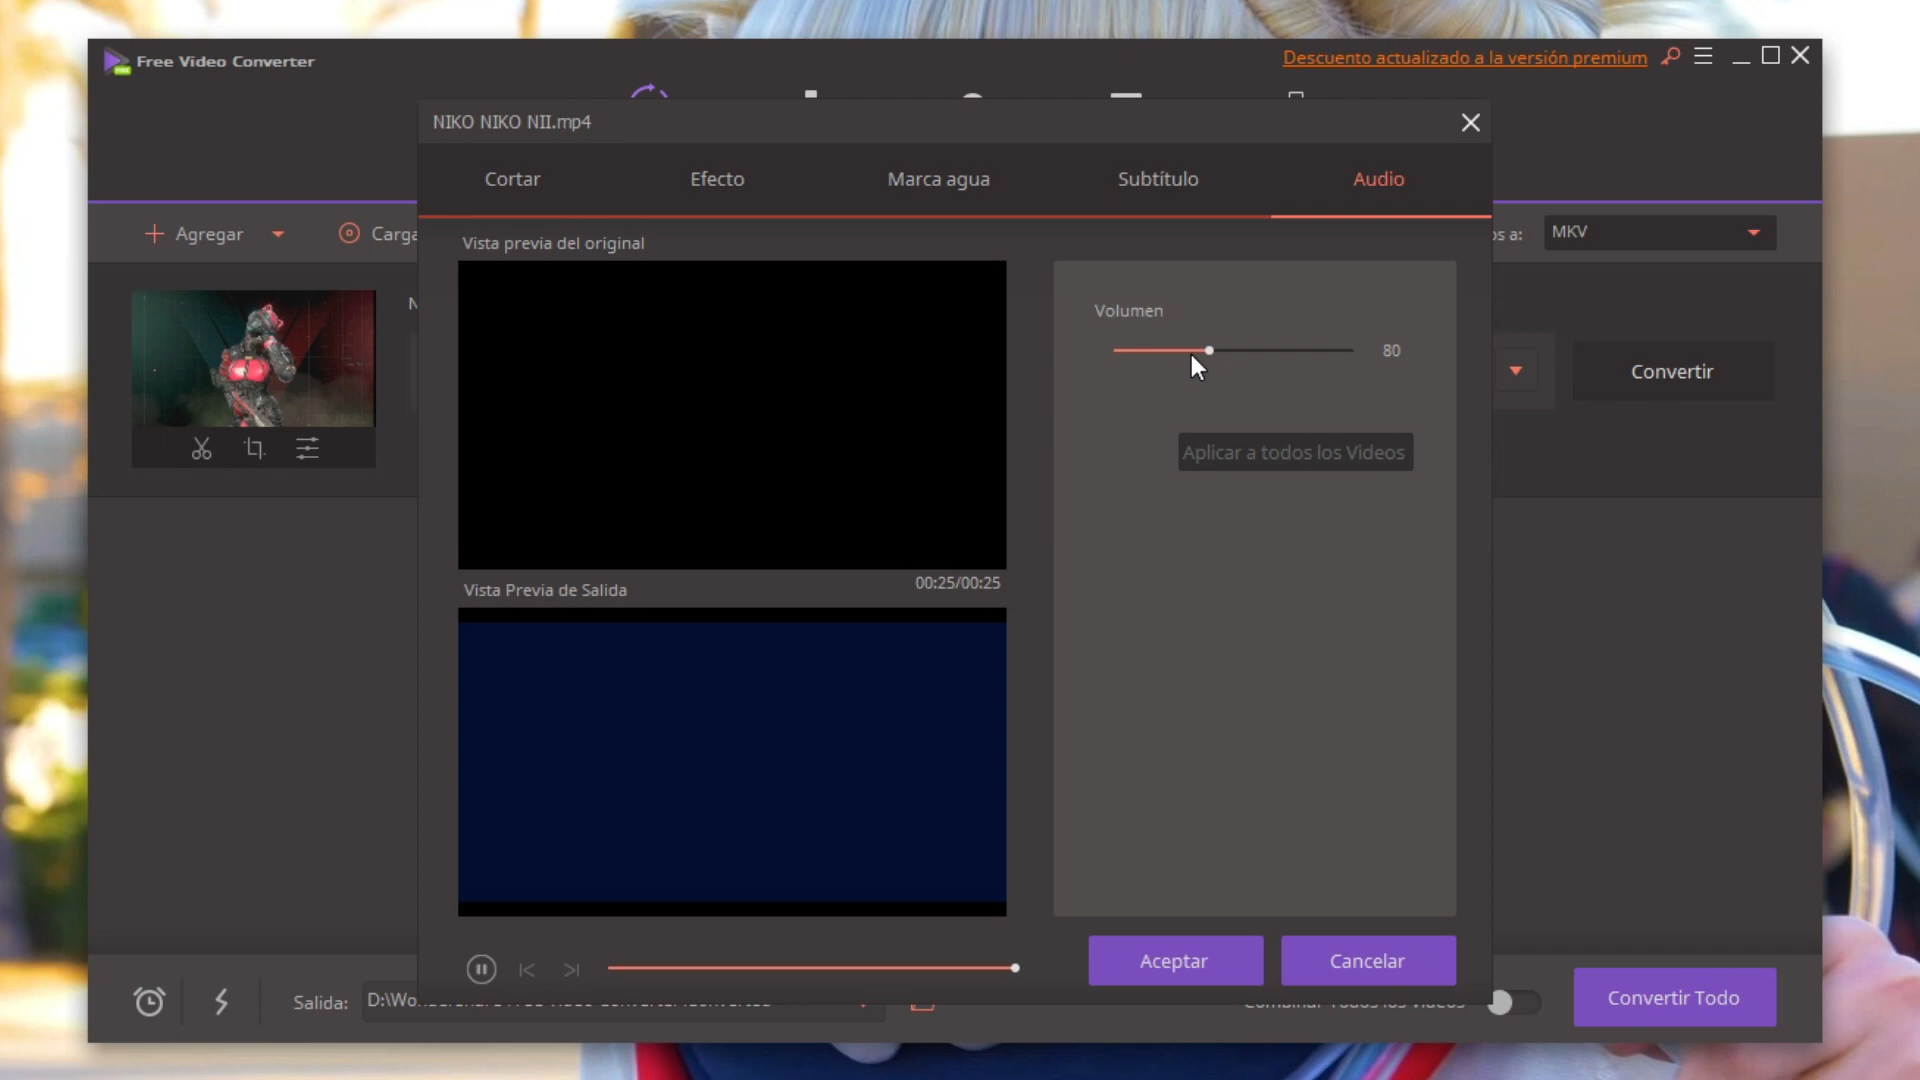 Free Video Converter
Descuento actualizado a la versión premium
NIKO NIKO NII.mp4
Cortar
Efecto
Marca agua
Subtítulo
Audio
Agregar
Carga
os a:
MKV
Vista previa del original
Volumen
80
N
Convertir
Aplicar a todos los Videos
Vista Previa de Salida
00:25/00:25
Aceptar
Cancelar
Salida:
Convertir Todo